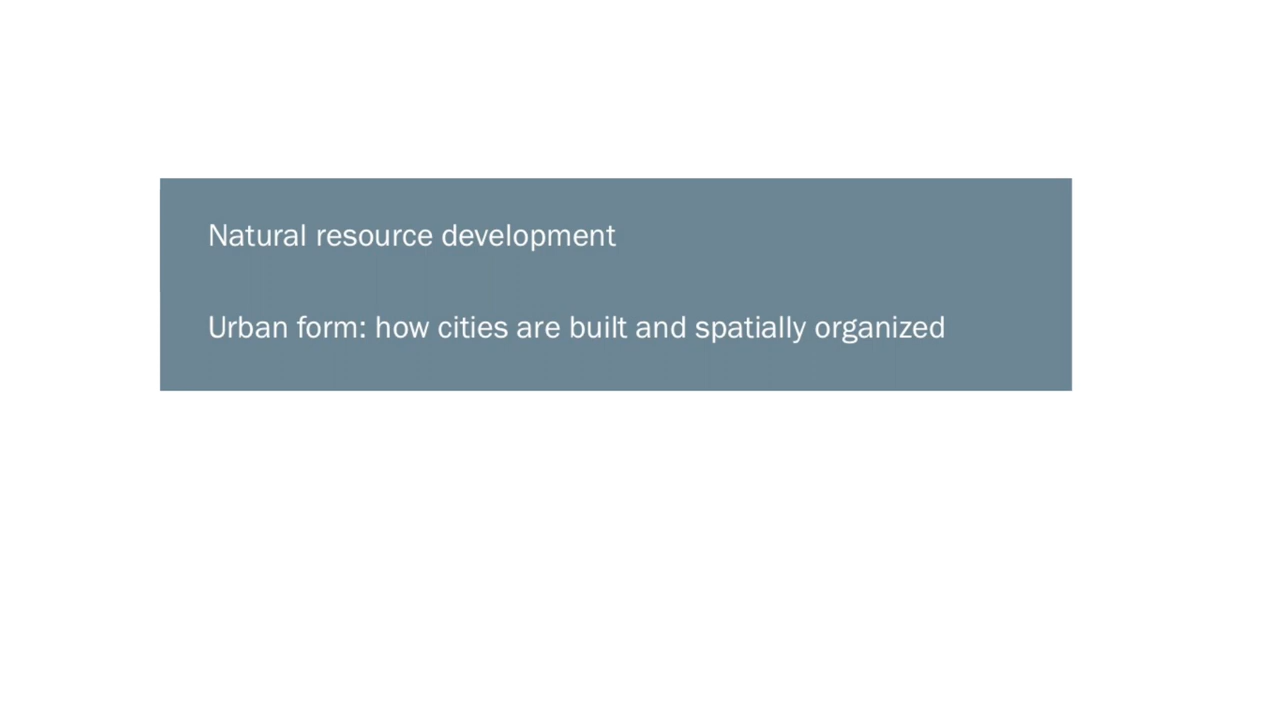 Natural resource development
Urban form: how cities are built and spatially organized